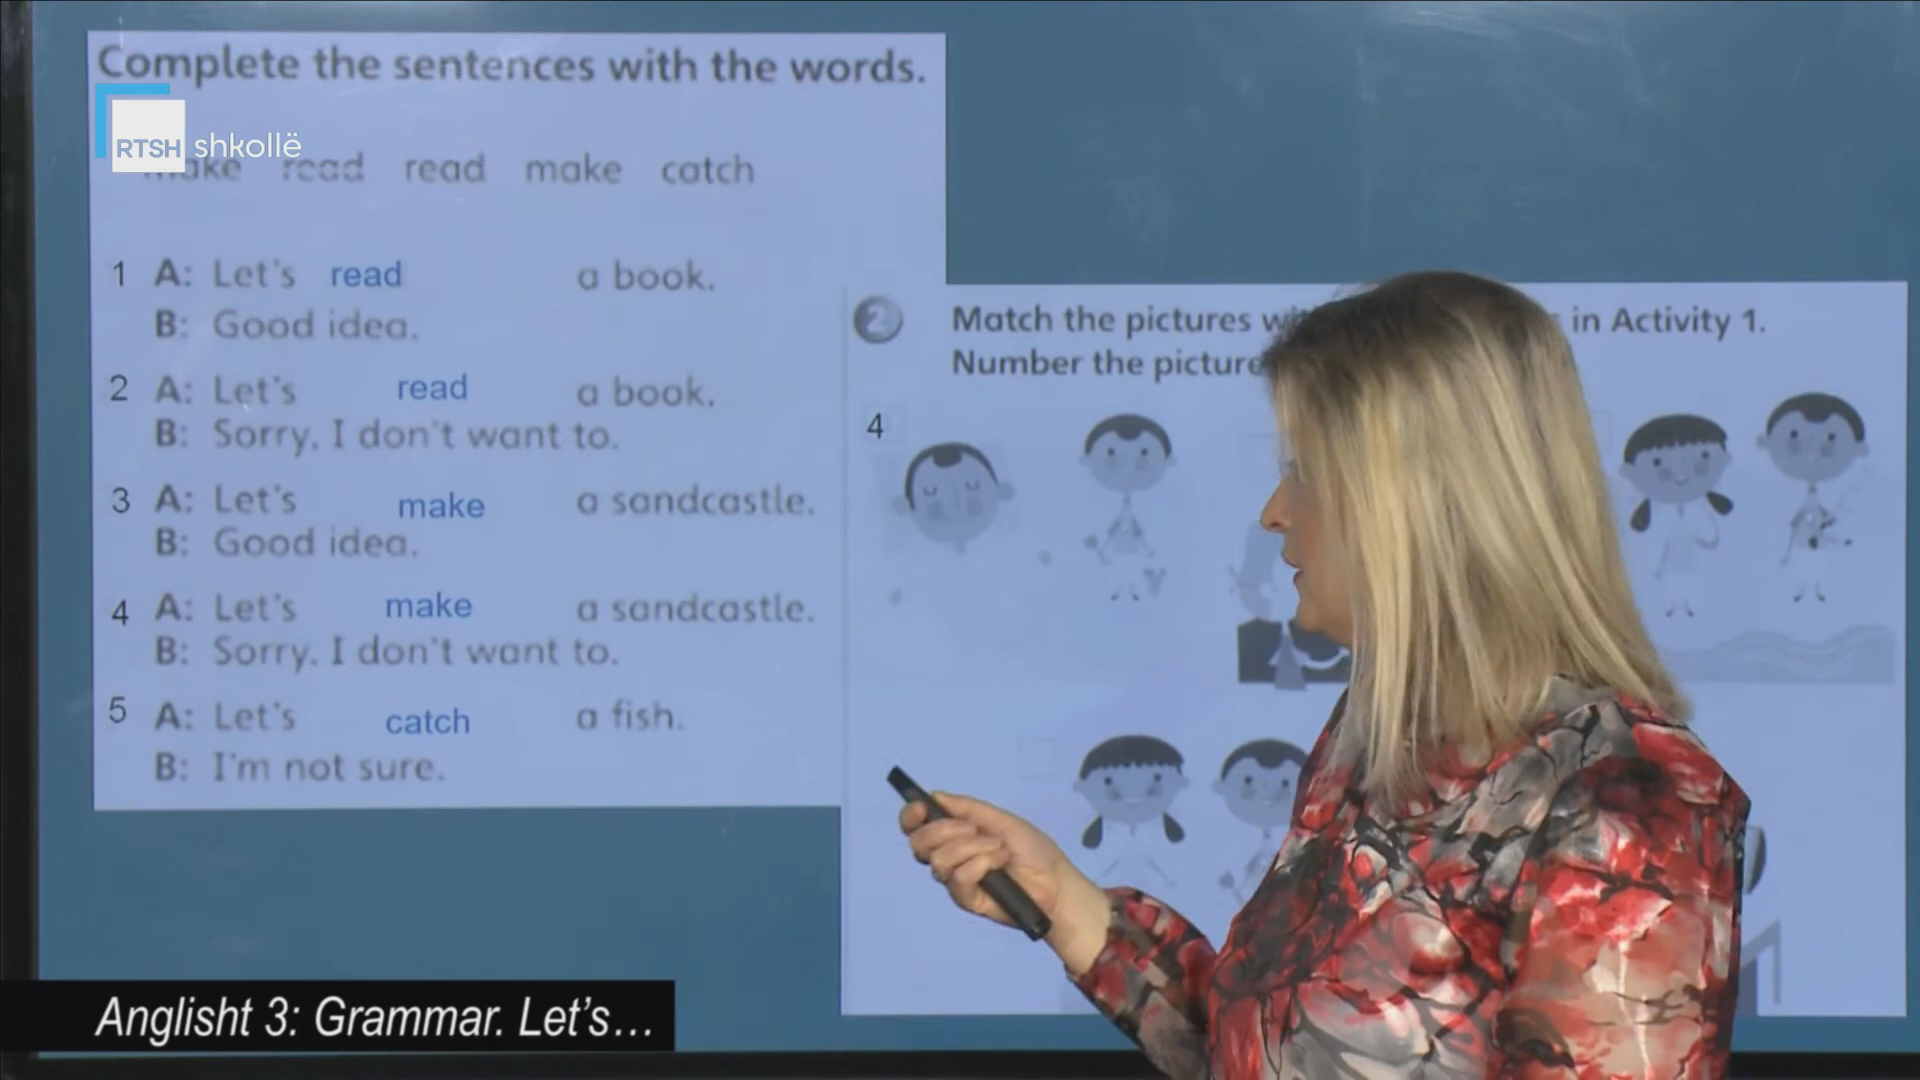 Complete the sentences with the words.
RTSH shkollë
make read read make catch
1 A: Let's read a book.
B: Good idea.
2 A: Let's read a book.
B: Sorry. I don't want to.
3 A: Let's make a sandcastle.
B: Good idea.
4 A: Let's make a sandcastle.
B: Sorry. I don't want to.
5 A: Let's catch a fish.
B: I'm not sure.
2 Match the pictures in Activity 1.
Number the picture
4
Anglisht 3: Grammar. Let's...